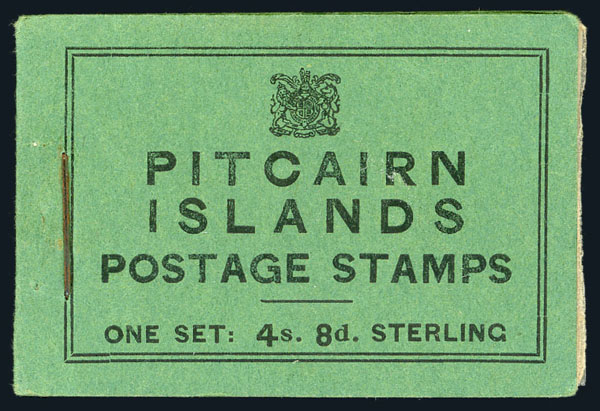 PITCAIRN
ISLANDS
POSTAGE STAMPS
ONE SET: 4s. 8d. STERLING